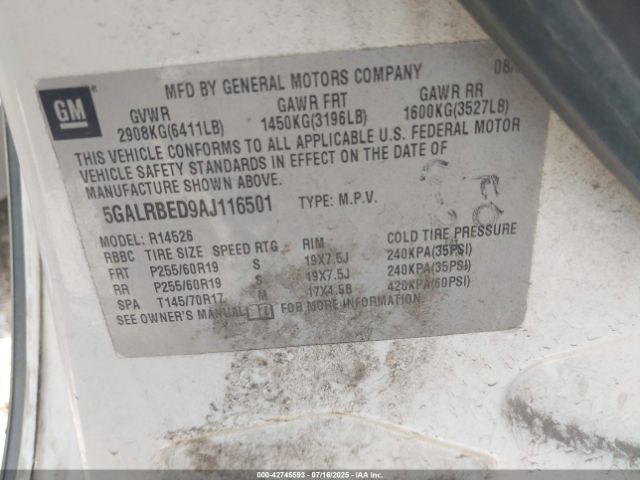 MFD BY GENERAL MOTORS COMPANY 08/
GM
GVWR GAWR FRT GAWR RR
2908KG(6411LB) 1450KG(3196LB) 1600KG(3527LB)
THIS VEHICLE CONFORMS TO ALL APPLICABLE U.S. FEDERAL MOTOR
VEHICLE SAFETY STANDARDS IN EFFECT ON THE DATE OF
MANUFACTURE SHOWN ABOVE.
5GALRBED9AJ116501 TYPE: M.P.V.
MODEL: R14526
RBBC TIRE SIZE SPEED RTG RIM COLD TIRE PRESSURE
FRT P255/60R19 S 19X7.5J 240KPA(35PSI)
RR P255/60R19 S 19X7.5J 240KPA(35PSI)
SPA T145/70R17 M 17X4.5B 420KPA(60PSI)
SEE OWNER'S MANUAL FOR MORE INFORMATION
000-42745593 07/16/2025 IAAI.COM